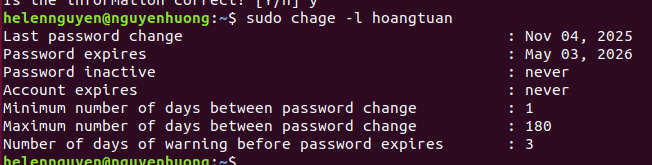 Is the information correct? [Y/n] y
helennguyen@nguyenhuong:~$ sudo chage -l hoangtuan
Last password change : Nov 04, 2025
Password expires : May 03, 2026
Password inactive : never
Account expires : never
Minimum number of days between password change : 1
Maximum number of days between password change : 180
Number of days of warning before password expires : 3
helennguyen@nguyenhuong:~$